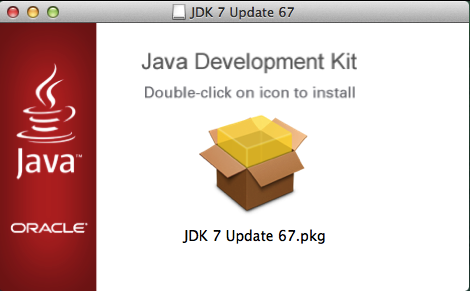 JDK 7 Update 67
Java Development Kit
Double-click on icon to install
Java™
ORACLE®
JDK 7 Update 67.pkg